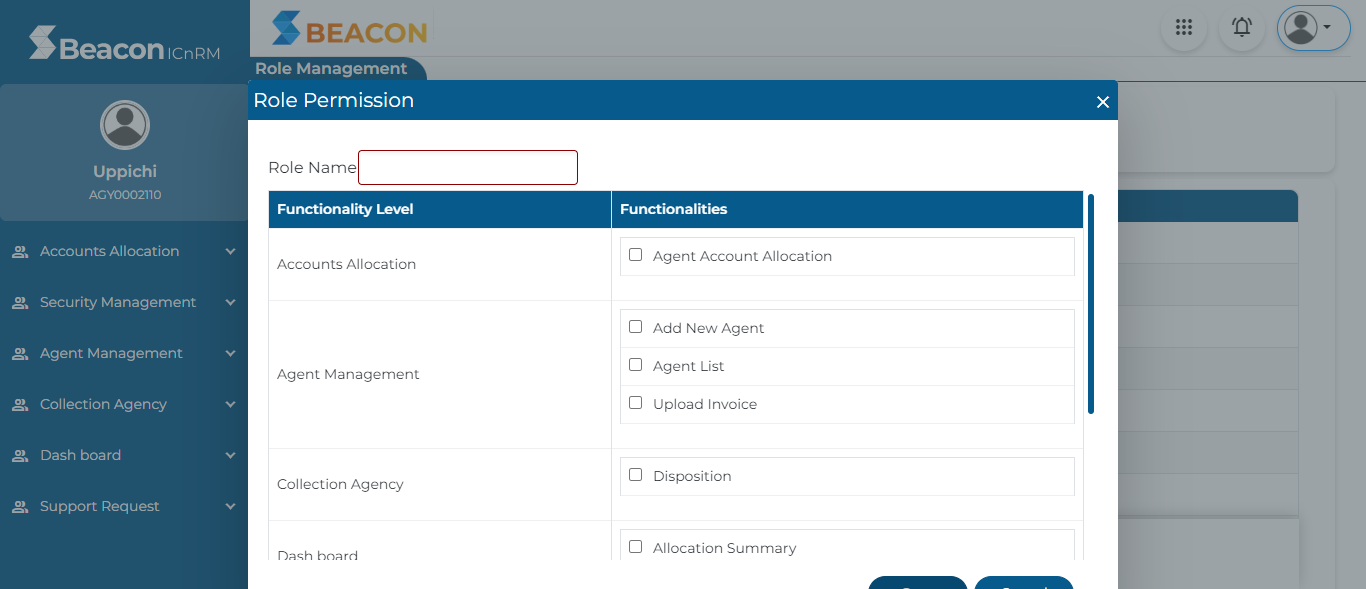 Beacon ICnRM
BEACON
Role Management
Role Permission
Uppichi
AGY0002110
Accounts Allocation
Security Management
Agent Management
Collection Agency
Dash board
Support Request
Role Name
Functionality Level Functionalities
Accounts Allocation
Agent Account Allocation
Agent Management
Add New Agent
Agent List
Upload Invoice
Collection Agency
Disposition
Dash board
Allocation Summary